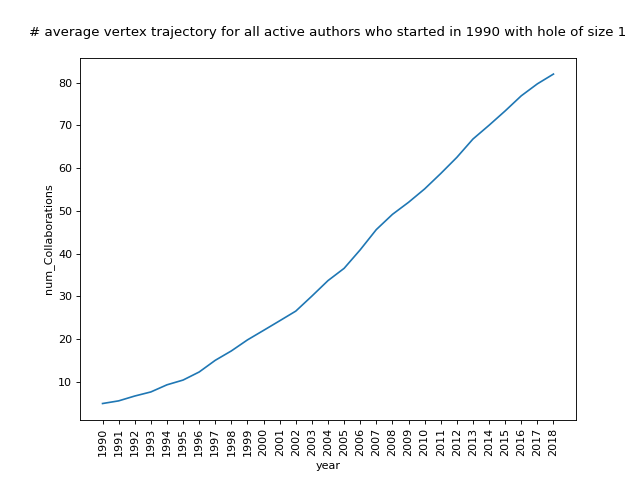 # average vertex trajectory for all active authors who started in 1990 with hole of size 1
80
70
60
50
40
30
20
10
num_Collaborations
1990 1991 1992 1993 1994 1995 1996 1997 1998 1999 2000 2001 2002 2003 2004 2005 2006 2007 2008 2009 2010 2011 2012 2013 2014 2015 2016 2017 2018
year